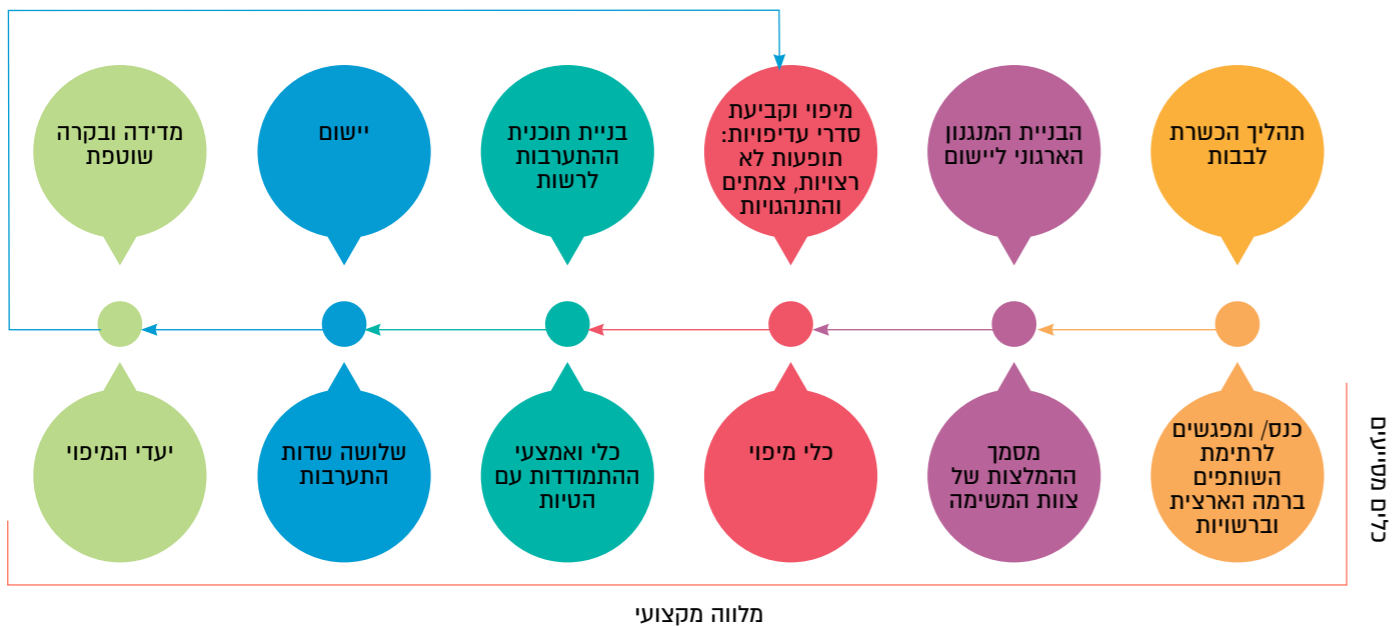 תהליך הכשרת
לבבות
הבניית המנגנון
הארגוני ליישום
מיפוי וקביעת
סדרי עדיפויות:
תופעות לא
רצויות, צמתים
והתנהגויות
בניית תוכנית
ההתערבות
לרשות
יישום
מדידה ובקרה
שוטפת
כנס/ ומפגשים
לרתימת
השותפים
ברמה הארצית
וברשויות
מסמך
ההמלצות של
צוות המשימה
כלי מיפוי
כלי ואמצעי
ההתמודדות עם
הטיות
שלושה שדות
התערבות
יעדי המיפוי
כלים מסייעים
מלווה מקצועי